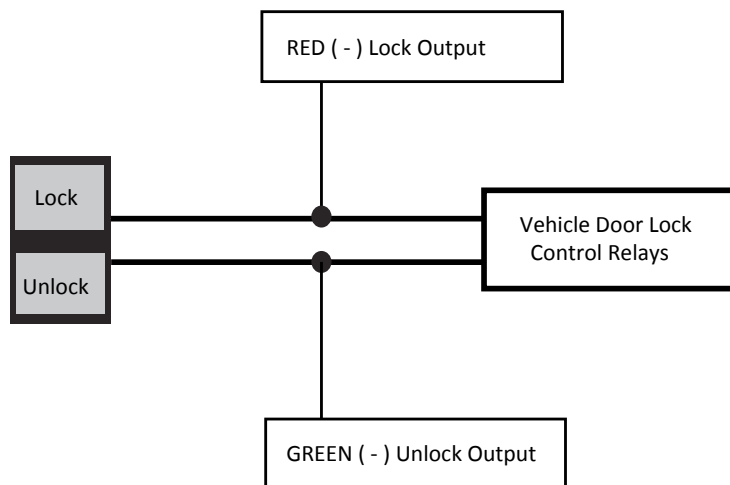 RED ( - ) Lock Output
Lock
Unlock
Vehicle Door Lock
Control Relays
GREEN ( - ) Unlock Output